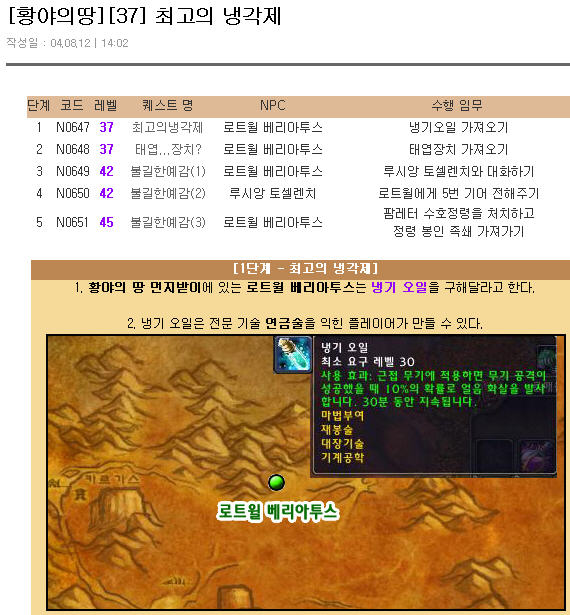 [황야의땅][37] 최고의 냉각제
작성일 : 04,08,12 | 14:02
단계 코드 레벨 퀘스트 명 NPC 수행 임무
1 N0647 37 최고의냉각제 로트윌 베리아투스 냉기오일 가져오기
2 N0648 37 태엽,,,장치? 로트윌 베리아투스 태엽장치 가져오기
3 N0649 42 불길한예감(1) 로트윌 베리아투스 루시앙 토셀렌치와 대화하기
4 N0650 42 불길한예감(2) 루시앙 토셀렌치 로트윌에게 5번 기어 전해주기
5 N0651 45 불길한예감(3) 로트윌 베리아투스 팜레터 수호정령을 처치하고
정령 봉인 족쇄 가져가기
[1단계 - 최고의 냉각제]
1, 황야의 땅 먼지받이에 있는 로트윌 베리아투스는 냉기 오일을 구해달라고 한다,
2, 냉기 오일은 전문 기술 연금술을 익힌 플레이어가 만들 수 있다,
냉기 오일
최소 요구 레벨 30
사용 효과: 근접 무기에 적용하면 무기 공격이
성공했을 때 10%의 확률로 얼음 화살을 발사
합니다. 30분 동안 지속됩니다.
마법부여
재봉술
대장기술
기계공학
카르가스
로트윌 베리아투스